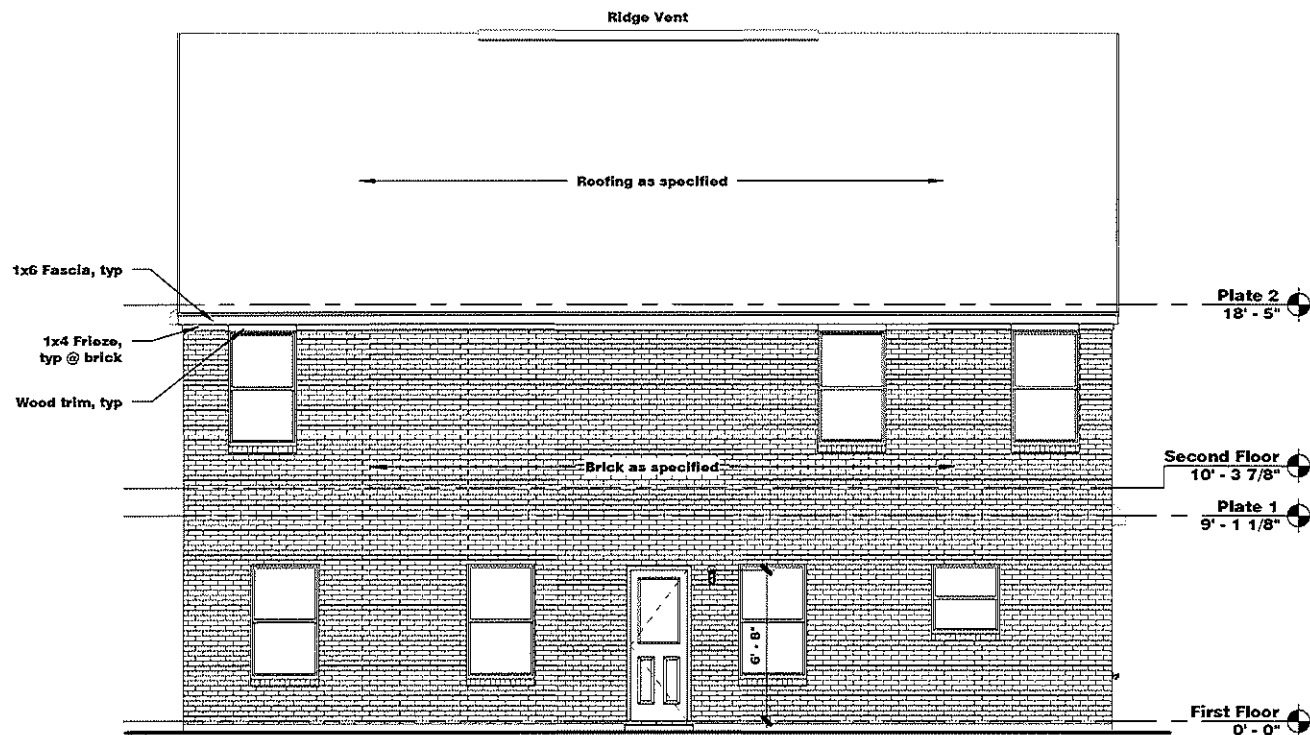 Ridge Vent
Roofing as specified
1x6 Fascia, typ
Plate 2
18' - 5"
1x4 Frieze,
typ @ brick
Wood trim, typ
Brick as specified
Second Floor
10' - 3 7/8"
Plate 1
9' - 1 1/8"
6' - 8"
First Floor
0' - 0"